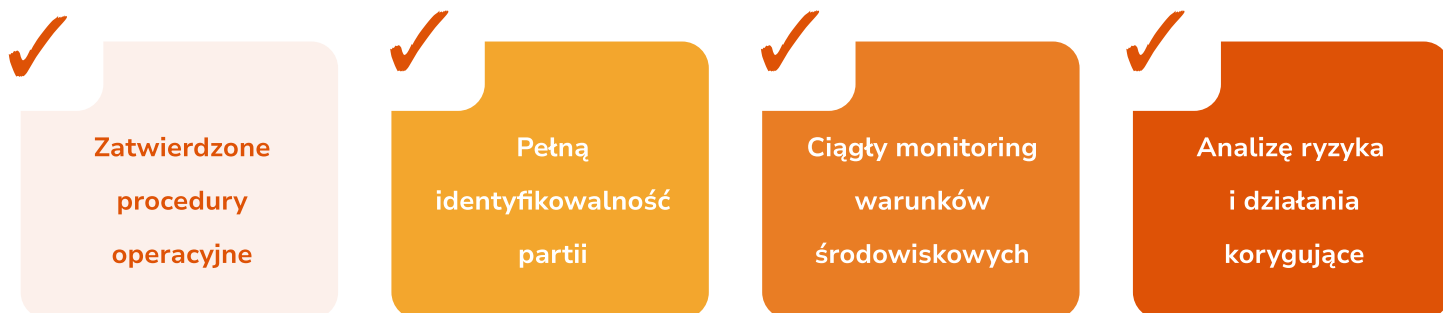 Zatwierdzone
procedury
operacyjne
Pełną
identyfikowalność
partii
Ciągły monitoring
warunków
środowiskowych
Analizę ryzyka
i działania
korygujące